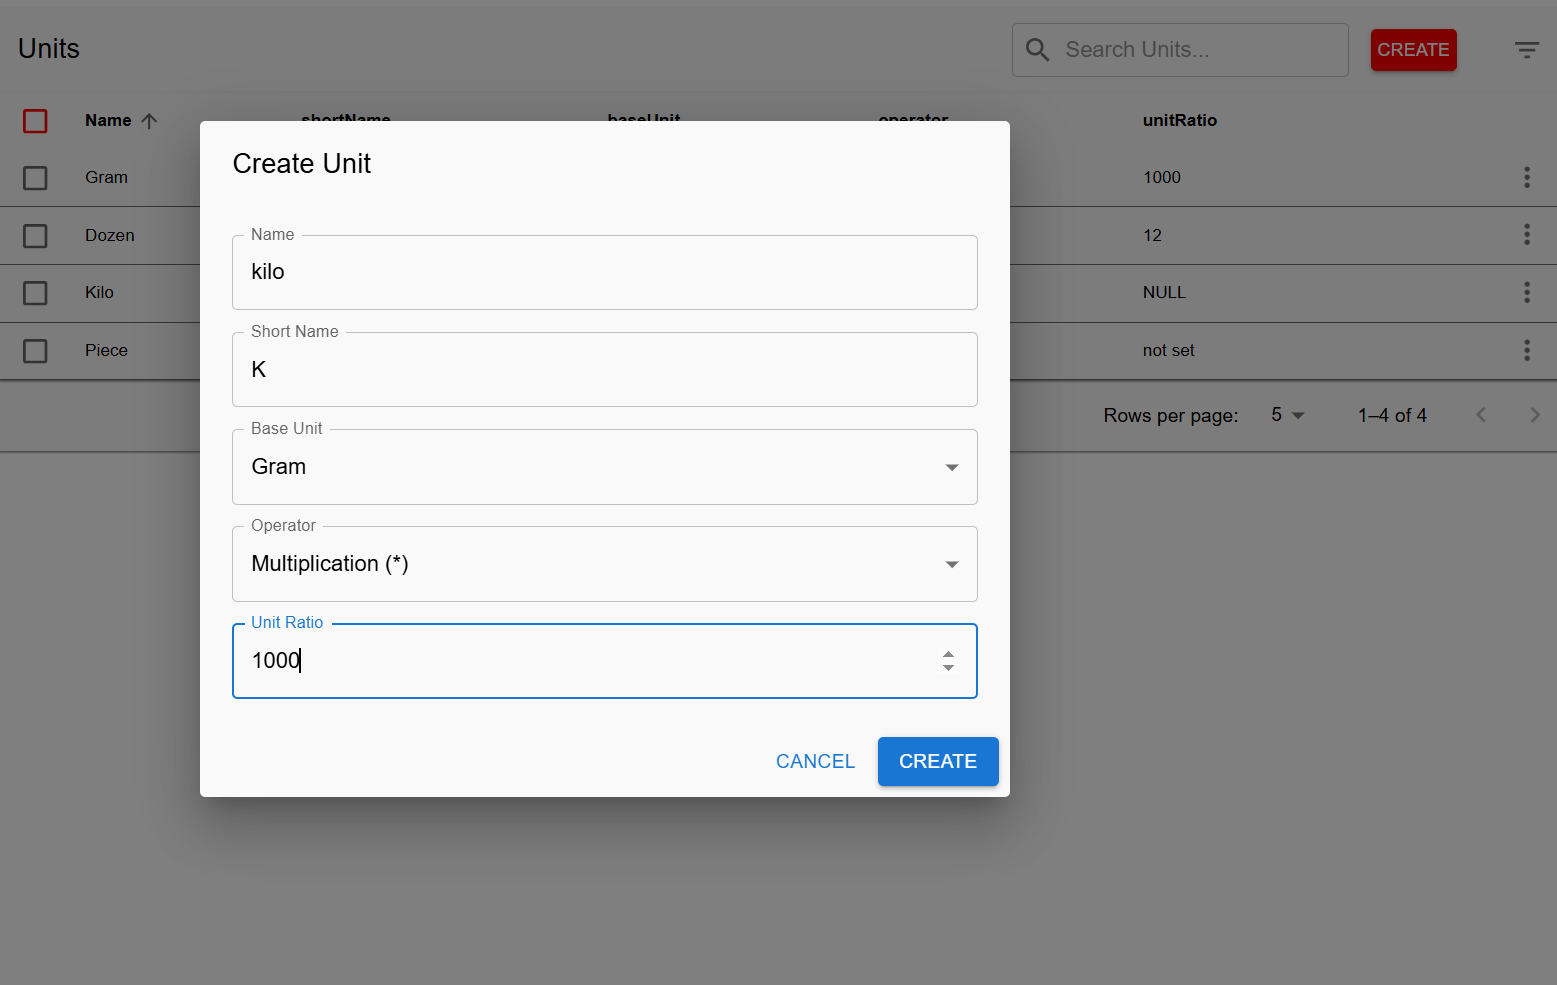 Units
Search Units...
CREATE
Name shortName baseUnit operator unitRatio
Gram 1000
Dozen 12
Kilo NULL
Piece not set
Rows per page: 5 1–4 of 4
Create Unit
Name
kilo
Short Name
K
Base Unit
Gram
Operator
Multiplication (*)
Unit Ratio
1000
CANCEL CREATE